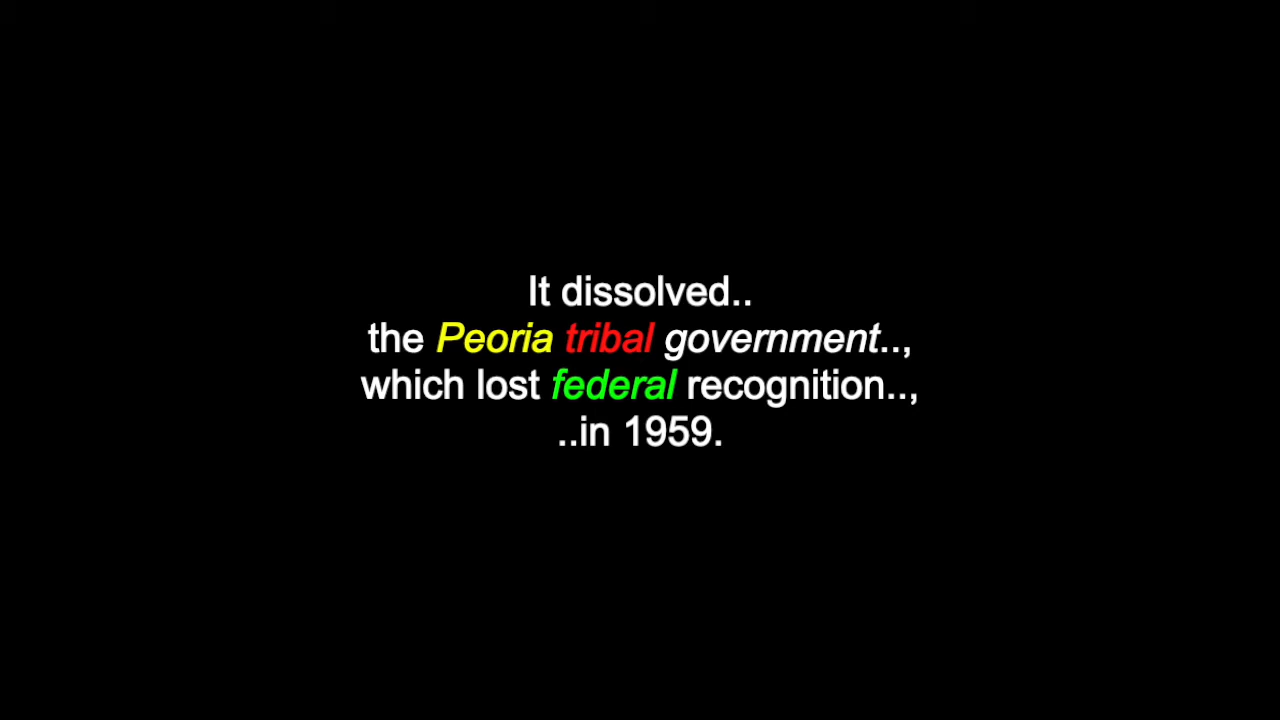 It dissolved..
the Peoria tribal government..,
which lost federal recognition..,
..in 1959.